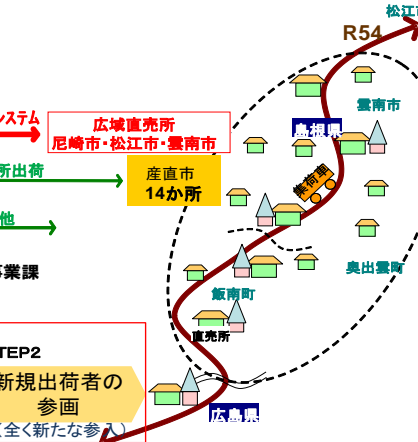 松江市
R54
システム
広域直売所
尼崎市・松江市・雲南市
雲南市
島根県
所出荷
産直市
14か所
集荷車
他
奥出雲町
事業課
飯南町
直売所
TEP2
新規出荷者の
参画
(全く新たな参入)
広島県